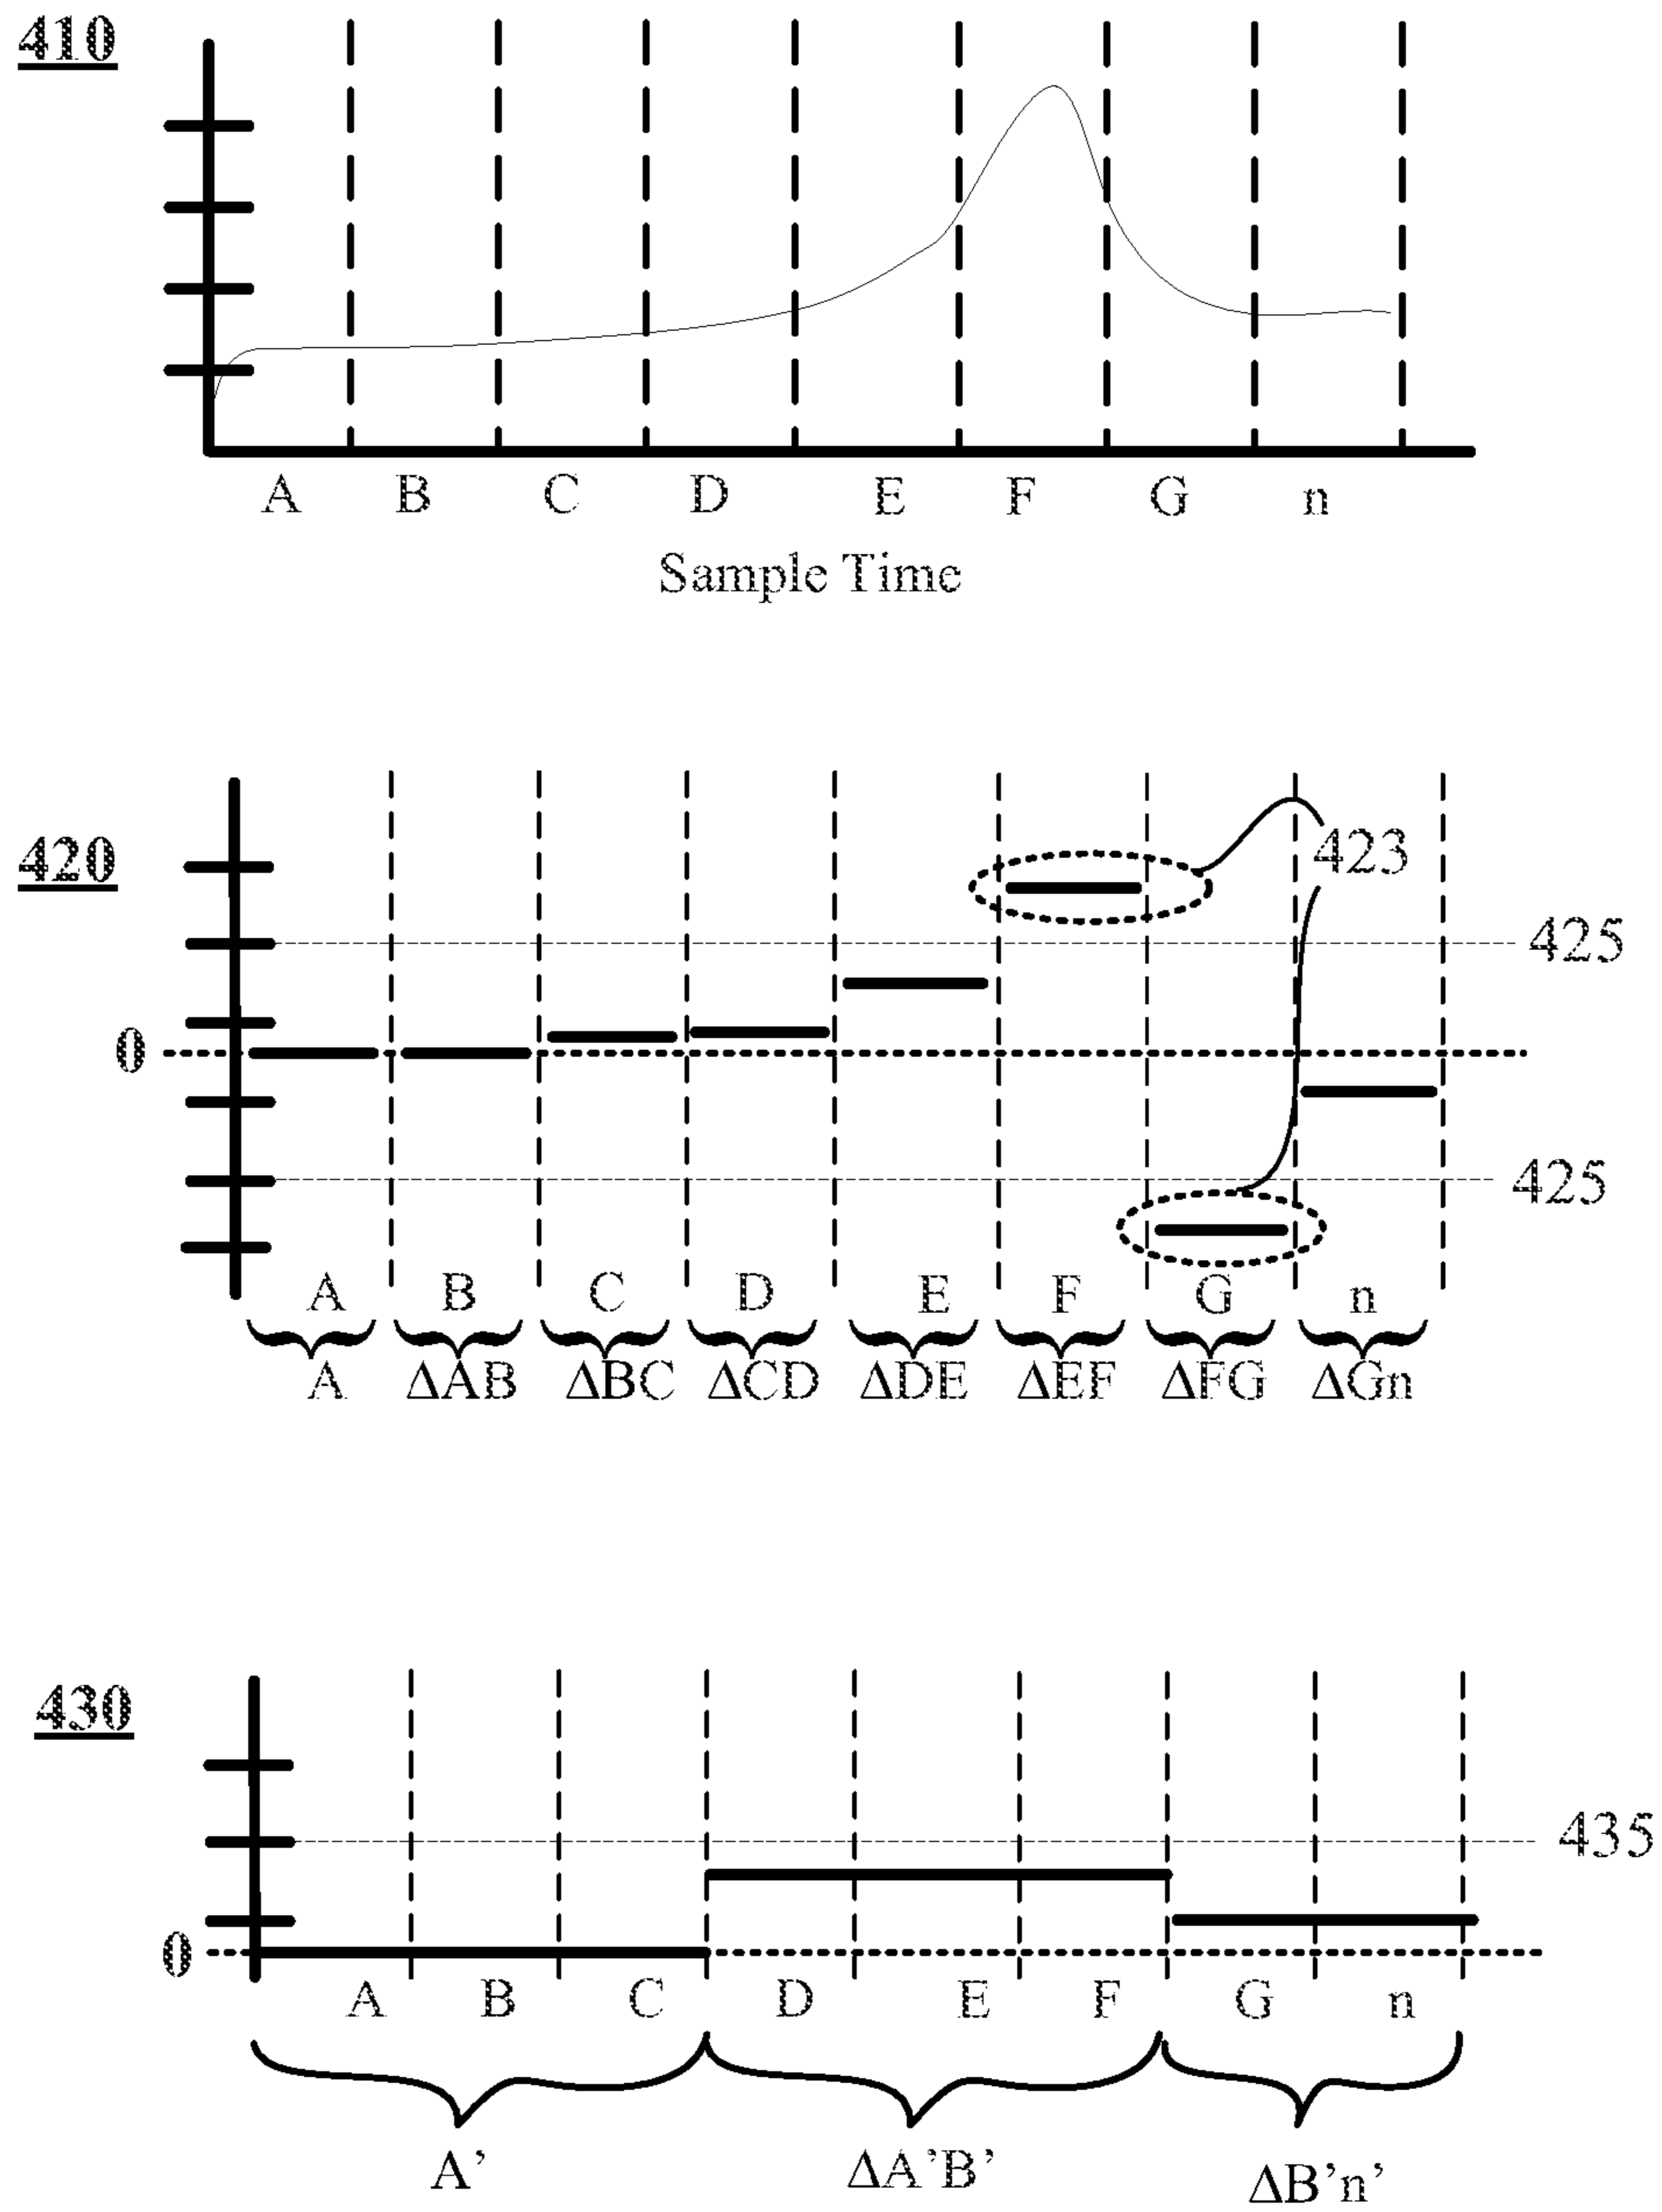 410
A B C D E F G n
Sample Time
420
423
425
0
425
A B C D E F G n
A ΔAB ΔBC ΔCD ΔDE ΔEF ΔFG ΔGn
430
435
0
A B C D E F G n
A’ ΔA’B’ ΔB’n’